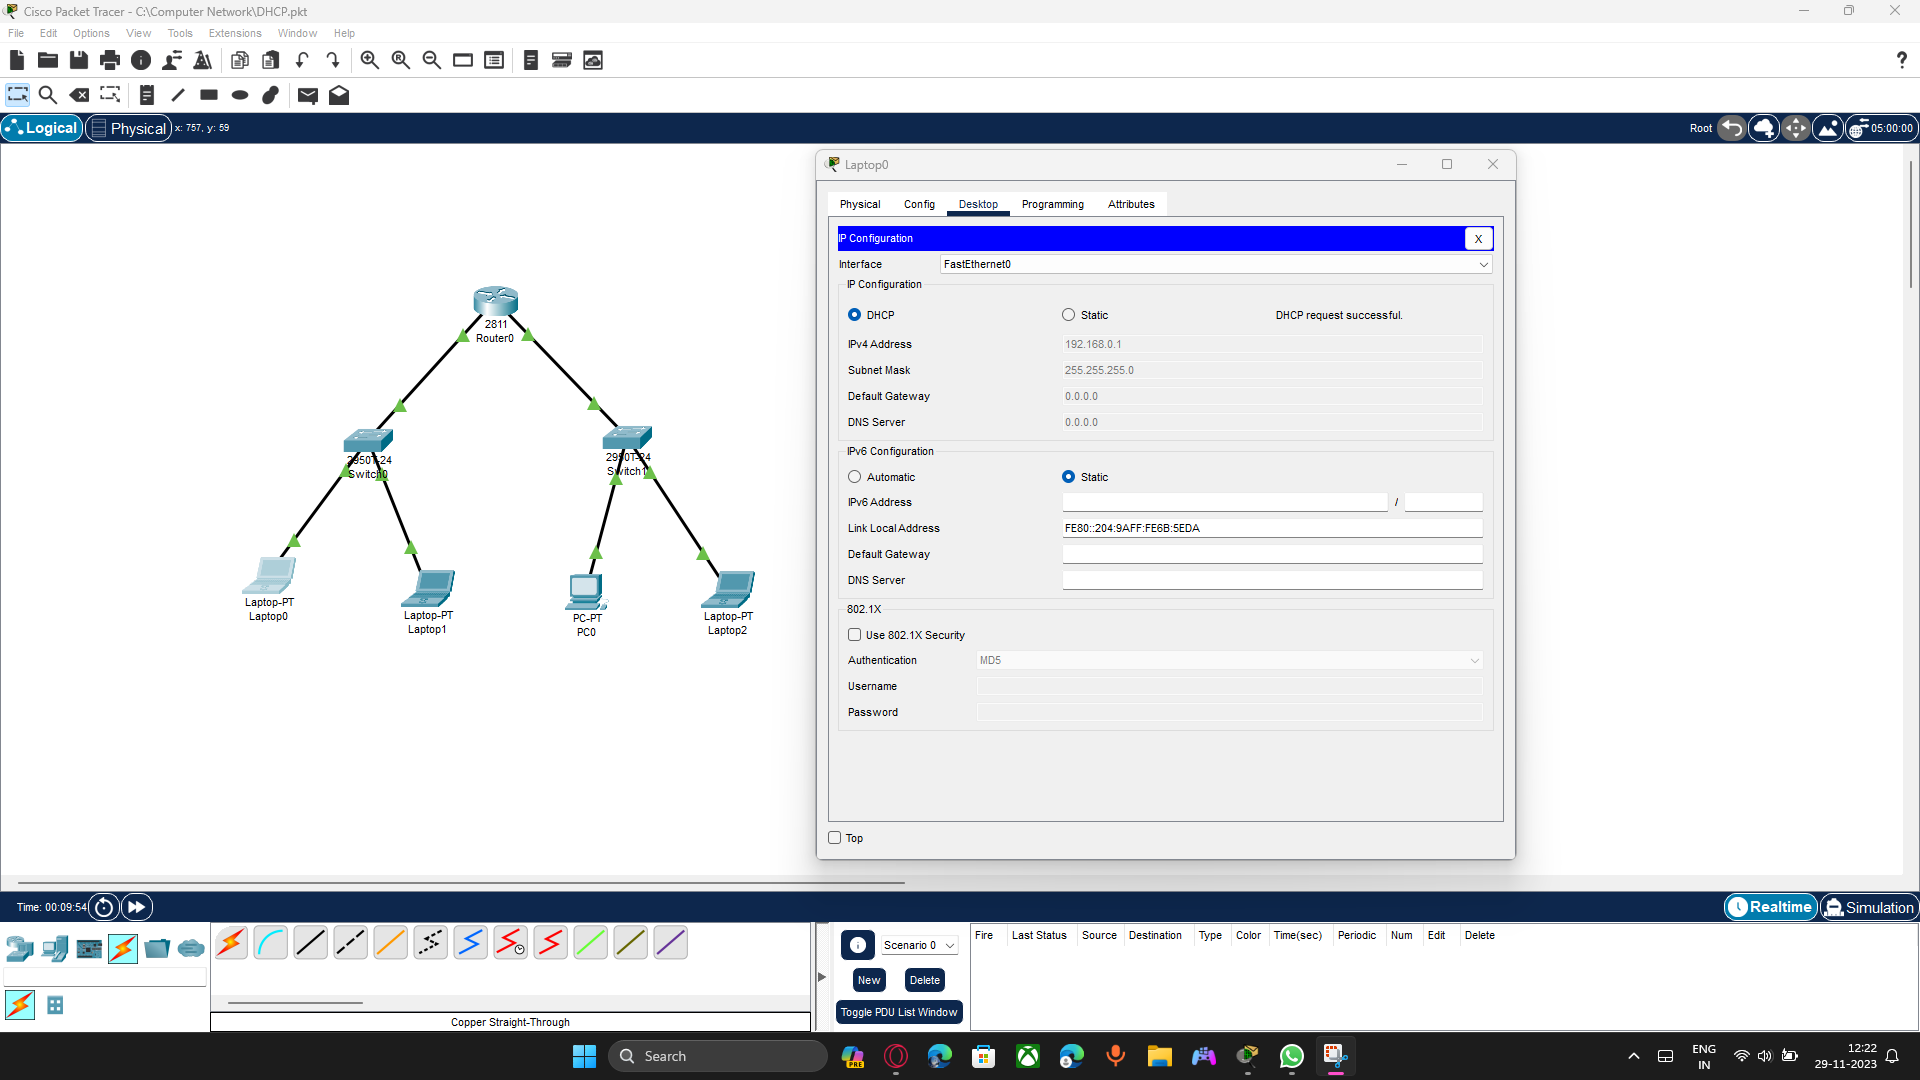 Cisco Packet Tracer - C:\Computer Network\DHCP.pkt
File Edit Options View Tools Extensions Window Help
?
Logical Physical x: 757, y: 59 Root 05:00:00
Laptop0
Physical Config Desktop Programming Attributes
IP Configuration X
Interface FastEthernet0
IP Configuration
DHCP Static DHCP request successful.
IPv4 Address 192.168.0.1
Subnet Mask 255.255.255.0
Default Gateway 0.0.0.0
DNS Server 0.0.0.0
IPv6 Configuration
Automatic Static
IPv6 Address /
Link Local Address FE80::204:9AFF:FE6B:5EDA
Default Gateway
DNS Server
802.1X
Use 802.1X Security
Authentication MD5
Username
Password
Top
2811
Router0
2950T-24
Switch0
2950T-24
Switch1
Laptop-PT
Laptop0
Laptop-PT
Laptop1
PC-PT
PC0
Laptop-PT
Laptop2
Time: 00:09:54 Realtime Simulation
Scenario 0
New Delete
Toggle PDU List Window
Fire Last Status Source Destination Type Color Time(sec) Periodic Num Edit Delete
Copper Straight-Through
Search
PRE
ENG
IN
12:22
29-11-2023